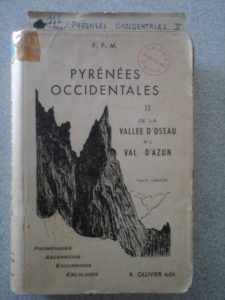 PYRÉNÉES OCCIDENTALES II
F. F. M.
PYRÉNÉES
OCCIDENTALES
II
DE LA
VALLÉE D'OSSAU
AU
VAL D'AZUN
PROMENADES
ASCENSIONS
EXCURSIONS
ESCALADES
R. OLLIVIER édit.